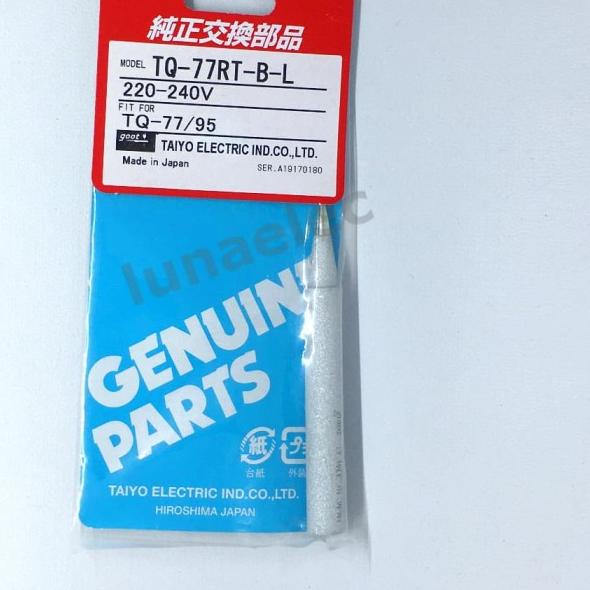 純正交換部品
MODEL TQ-77RT-B-L
220-240V
FIT FOR
TQ-77/95
goot TAIYO ELECTRIC IND.CO.,LTD.
Made in Japan SER.A19170180
GENUIN
PARTS
紙 プ
台紙 外装
TAIYO ELECTRIC IND.CO.,LTD.
HIROSHIMA JAPAN